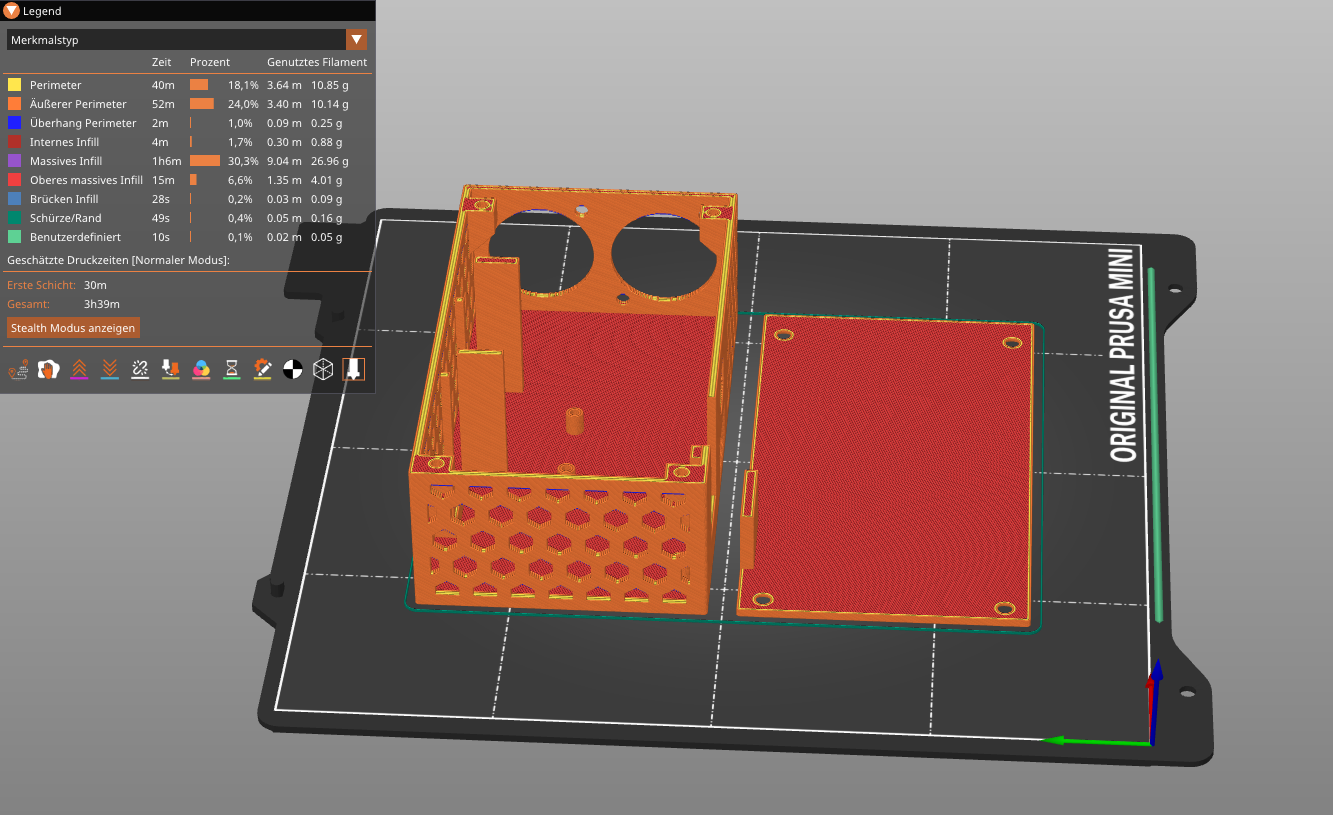 Legend
Merkmalstyp
Zeit Prozent Genutztes Filament
Perimeter 40m 18,1% 3.64 m 10.85 g
Äußerer Perimeter 52m 24,0% 3.40 m 10.14 g
Überhang Perimeter 2m 1,0% 0.09 m 0.25 g
Internes Infill 4m 1,7% 0.30 m 0.88 g
Massives Infill 1h6m 30,3% 9.04 m 26.96 g
Oberes massives Infill 15m 6,6% 1.35 m 4.01 g
Brücken Infill 28s 0,2% 0.03 m 0.09 g
Schürze/Rand 49s 0,4% 0.05 m 0.16 g
Benutzerdefiniert 10s 0,1% 0.02 m 0.05 g
Geschätzte Druckzeiten [Normaler Modus]:
Erste Schicht: 30m
Gesamt: 3h39m
Stealth Modus anzeigen
ORIGINAL PRUSA MINI